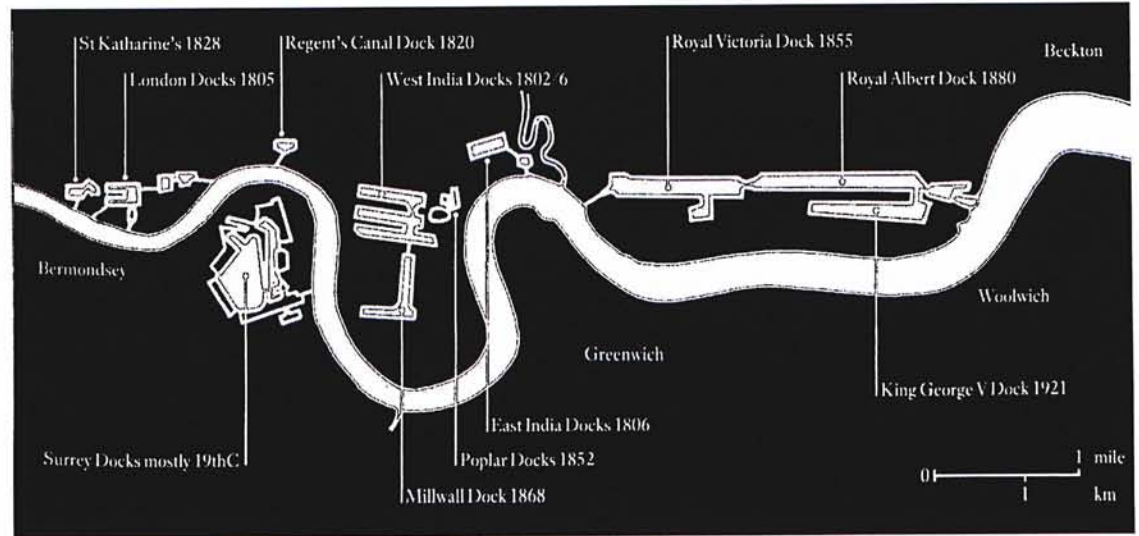 St Katharine's 1828
Regent's Canal Dock 1820
Royal Victoria Dock 1855
Beckton
London Docks 1805
West India Docks 1802/6
Royal Albert Dock 1880
Bermondsey
Woolwich
Greenwich
King George V Dock 1921
East India Docks 1806
Surrey Docks mostly 19thC
Poplar Docks 1852
Millwall Dock 1868
1 mile
0
1 km